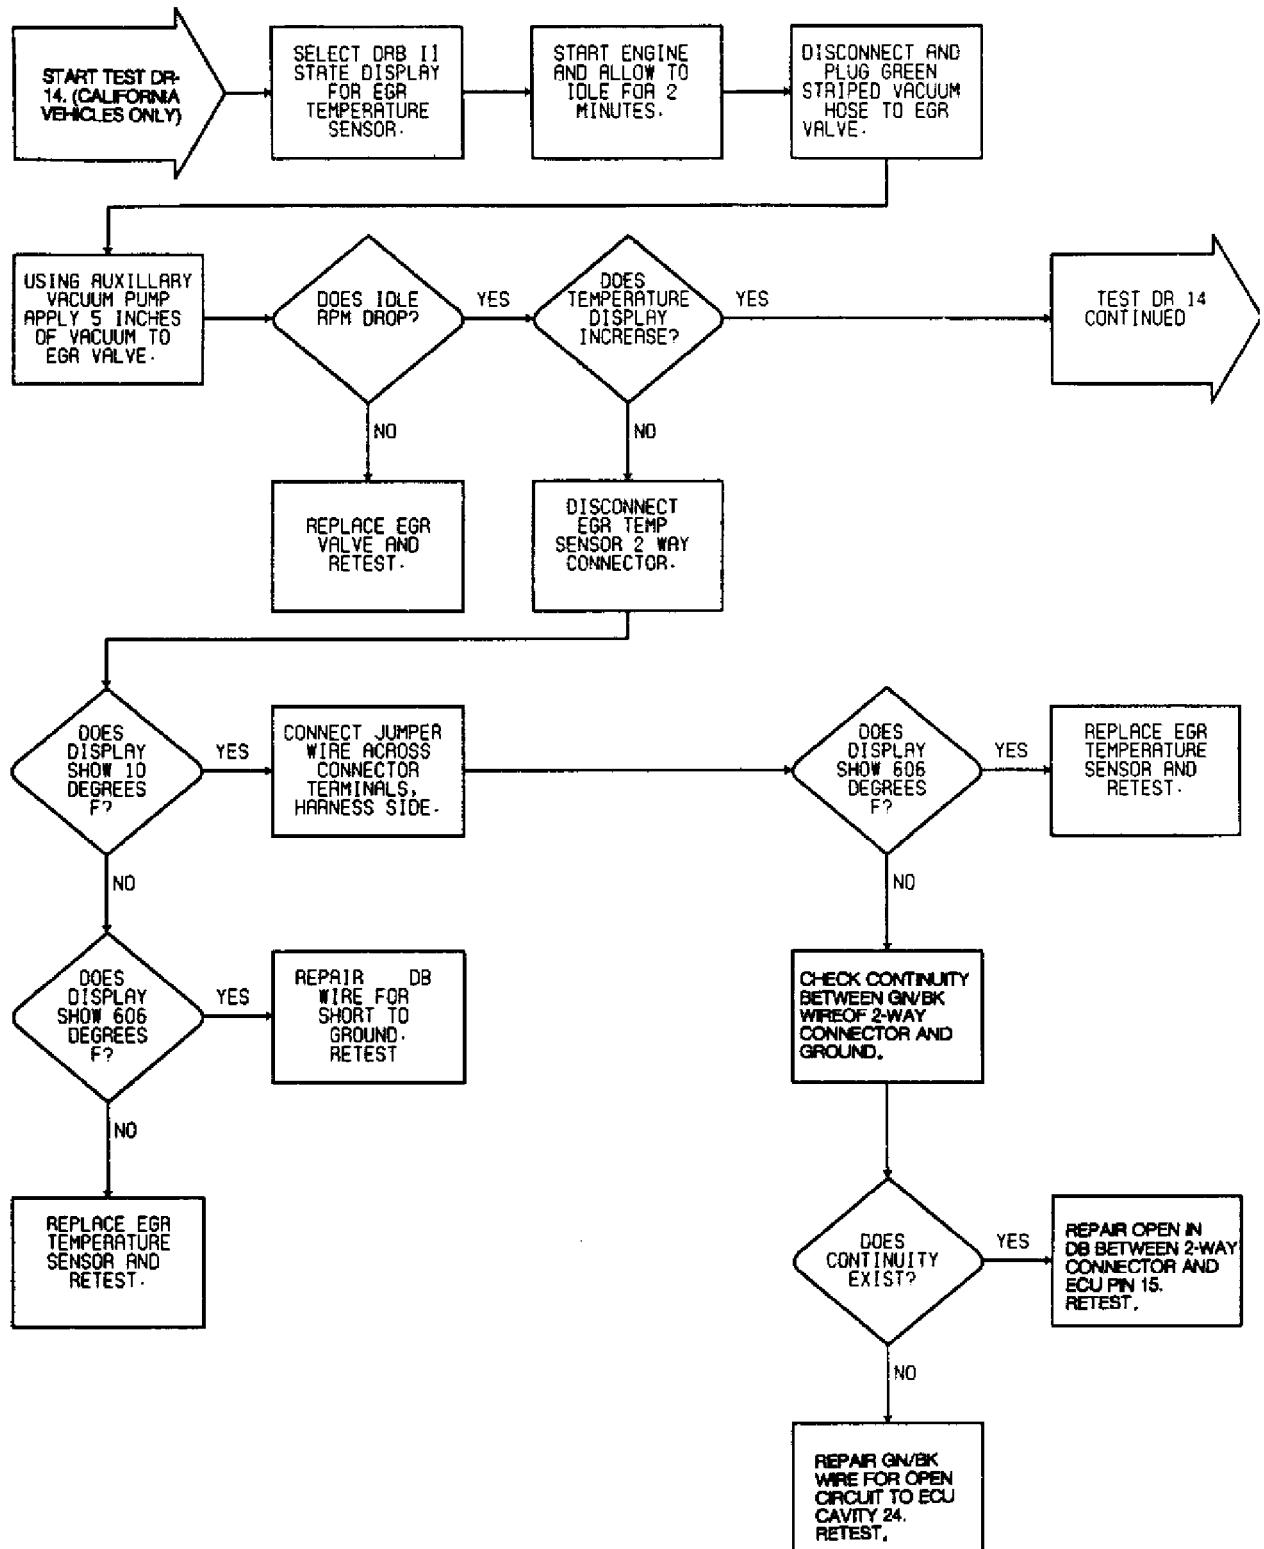 START TEST DR-
14. (CALIFORNIA
VEHICLES ONLY)
SELECT DRB II
STATE DISPLAY
FOR EGR
TEMPERATURE
SENSOR.
START ENGINE
AND ALLOW TO
IDLE FOR 2
MINUTES.
DISCONNECT AND
PLUG GREEN
STRIPED VACUUM
HOSE TO EGR
VALVE.
USING AUXILLARY
VACUUM PUMP
APPLY 5 INCHES
OF VACUUM TO
EGR VALVE.
DOES IDLE
RPM DROP?
YES
DOES
TEMPERATURE
DISPLAY
INCREASE?
YES
TEST DR 14
CONTINUED
NO
NO
REPLACE EGR
VALVE AND
RETEST.
DISCONNECT
EGR TEMP
SENSOR 2 WAY
CONNECTOR.
DOES
DISPLAY
SHOW 10
DEGREES
F?
YES
CONNECT JUMPER
WIRE ACROSS
CONNECTOR
TERMINALS,
HARNESS SIDE.
DOES
DISPLAY
SHOW 606
DEGREES
F?
YES
REPLACE EGR
TEMPERATURE
SENSOR AND
RETEST.
NO
NO
DOES
DISPLAY
SHOW 606
DEGREES
F?
YES
REPAIR DB
WIRE FOR
SHORT TO
GROUND.
RETEST
CHECK CONTINUITY
BETWEEN GN/BK
WIREOF 2-WAY
CONNECTOR AND
GROUND.
NO
REPLACE EGR
TEMPERATURE
SENSOR AND
RETEST.
DOES
CONTINUITY
EXIST?
YES
REPAIR OPEN IN
DB BETWEEN 2-WAY
CONNECTOR AND
ECU PIN 15.
RETEST.
NO
REPAIR GN/BK
WIRE FOR OPEN
CIRCUIT TO ECU
CAVITY 24.
RETEST.